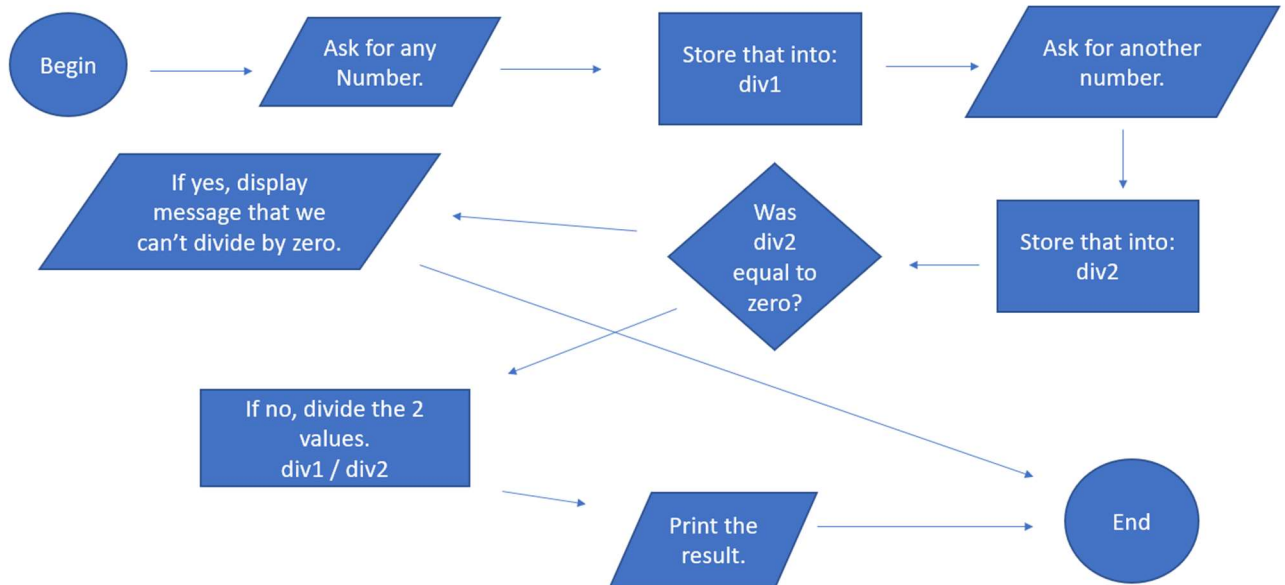 Begin
Ask for any
Number.
Store that into:
div1
Ask for another
number.
Store that into:
div2
Was
div2
equal to
zero?
If yes, display
message that we
can’t divide by zero.
If no, divide the 2
values.
div1 / div2
Print the
result.
End